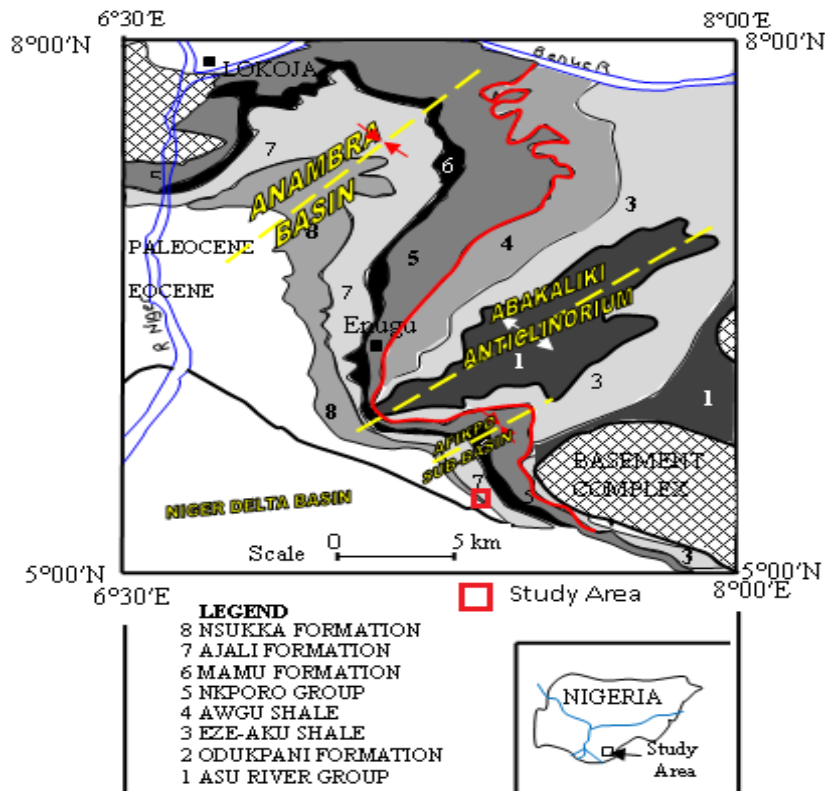 6°30′E
8°00′E
8°00′N
8°00′N
R Benue
LOKOJA
5
7
6
3
ANAMBRA
BASIN
8
5
4
PALEOCENE
EOCENE
R Niger
7
Enugu
ABAKALIKI
ANTICLINORIUM
1
3
1
8
AFIKPO
SUB-BASIN
7
5
BASEMENT
COMPLEX
NIGER DELTA BASIN
3
Scale 0 5 km
5°00′N
5°00′N
6°30′E
8°00′E
Study Area
LEGEND
8 NSUKKA FORMATION
7 AJALI FORMATION
6 MAMU FORMATION
5 NKPORO GROUP
4 AWGU SHALE
3 EZE-AKU SHALE
2 ODUKPANI FORMATION
1 ASU RIVER GROUP
NIGERIA
Study
Area